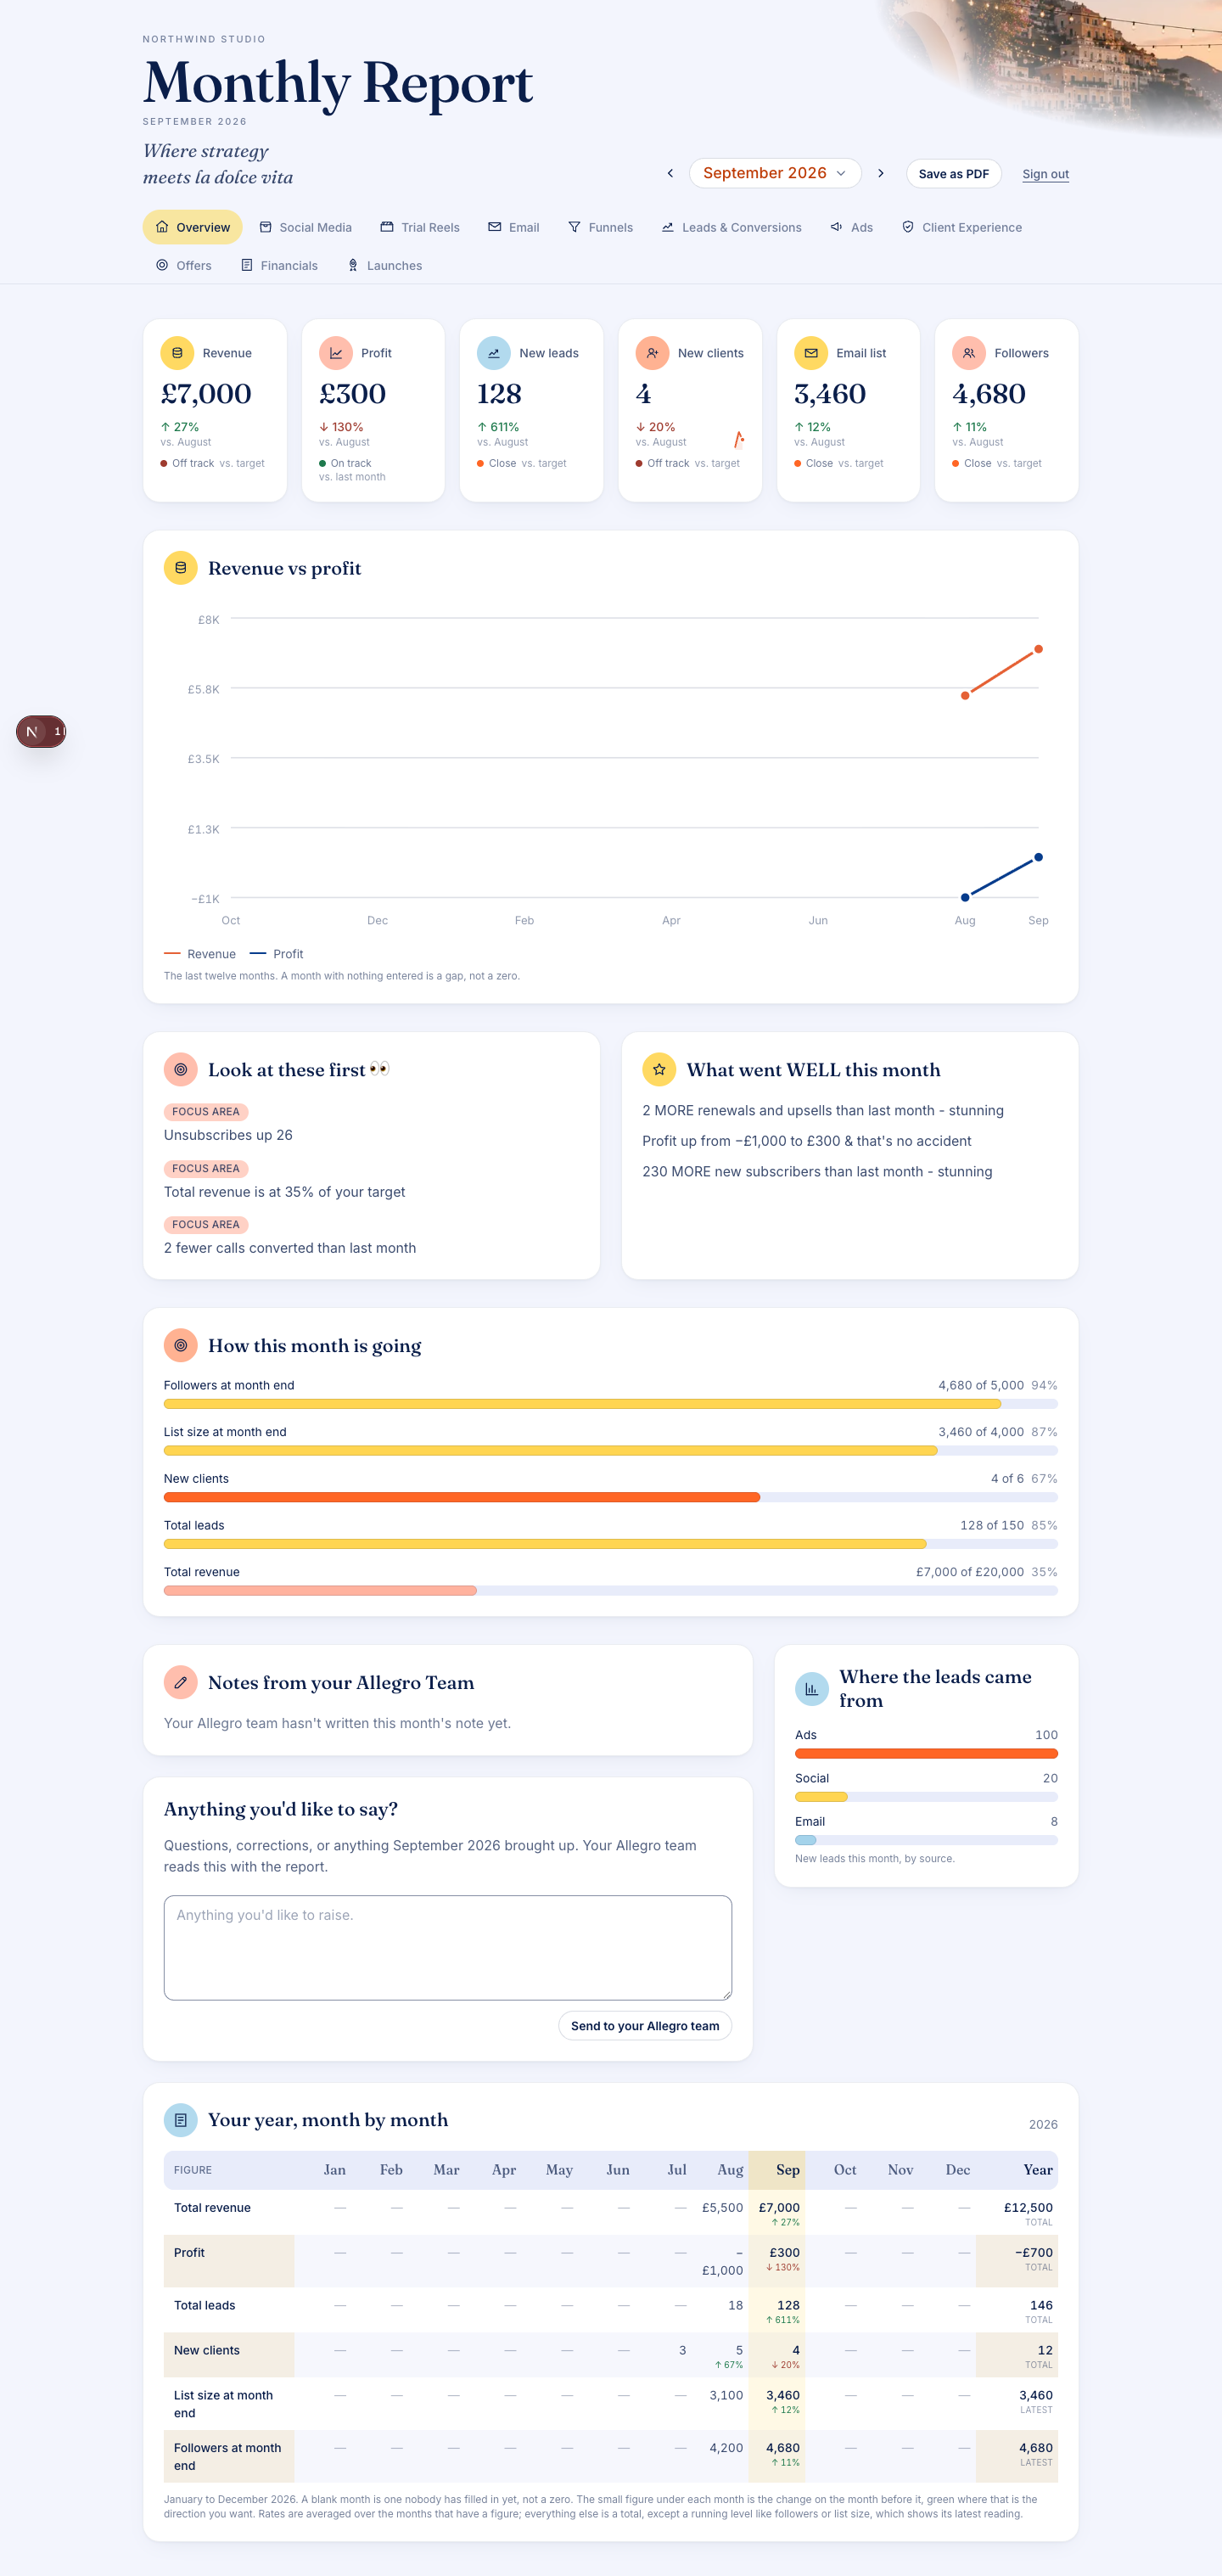 NORTHWIND STUDIO
Monthly Report
SEPTEMBER 2026
Where strategy
meets la dolce vita
September 2026
Save as PDF
Sign out
Overview
Social Media
Trial Reels
Email
Funnels
Leads & Conversions
Ads
Client Experience
Offers
Financials
Launches
Revenue
£7,000
↑ 27%
vs. August
Off track vs. target
Profit
£300
↓ 130%
vs. August
On track
vs. last month
New leads
128
↑ 611%
vs. August
Close vs. target
New clients
4
↓ 20%
vs. August
Off track vs. target
Email list
3,460
↑ 12%
vs. August
Close vs. target
Followers
4,680
↑ 11%
vs. August
Close vs. target
Revenue vs profit
£8K
£5.8K
£3.5K
£1.3K
−£1K
Oct Dec Feb Apr Jun Aug Sep
Revenue Profit
The last twelve months. A month with nothing entered is a gap, not a zero.
N 1
Look at these first 👀
FOCUS AREA
Unsubscribes up 26
FOCUS AREA
Total revenue is at 35% of your target
FOCUS AREA
2 fewer calls converted than last month
What went WELL this month
2 MORE renewals and upsells than last month - stunning
Profit up from −£1,000 to £300 & that's no accident
230 MORE new subscribers than last month - stunning
How this month is going
Followers at month end 4,680 of 5,000 94%
List size at month end 3,460 of 4,000 87%
New clients 4 of 6 67%
Total leads 128 of 150 85%
Total revenue £7,000 of £20,000 35%
Notes from your Allegro Team
Your Allegro team hasn't written this month's note yet.
Anything you'd like to say?
Questions, corrections, or anything September 2026 brought up. Your Allegro team
reads this with the report.
Anything you'd like to raise.
Send to your Allegro team
Where the leads came
from
Ads 100
Social 20
Email 8
New leads this month, by source.
Your year, month by month
2026
FIGURE Jan Feb Mar Apr May Jun Jul Aug Sep Oct Nov Dec Year
Total revenue — — — — — — — £5,500 £7,000 — — — £12,500
↑ 27% TOTAL
Profit — — — — — — — – £300 — — — −£700
£1,000 ↓ 130% TOTAL
Total leads — — — — — — — 18 128 — — — 146
↑ 611% TOTAL
New clients — — — — — — 3 5 4 — — — 12
↑ 67% ↓ 20% TOTAL
List size at month — — — — — — — 3,100 3,460 — — — 3,460
end ↑ 12% LATEST
Followers at month — — — — — — — 4,200 4,680 — — — 4,680
end ↑ 11% LATEST
January to December 2026. A blank month is one nobody has filled in yet, not a zero. The small figure under each month is the change on the month before it, green where that is the
direction you want. Rates are averaged over the months that have a figure; everything else is a total, except a running level like followers or list size, which shows its latest reading.